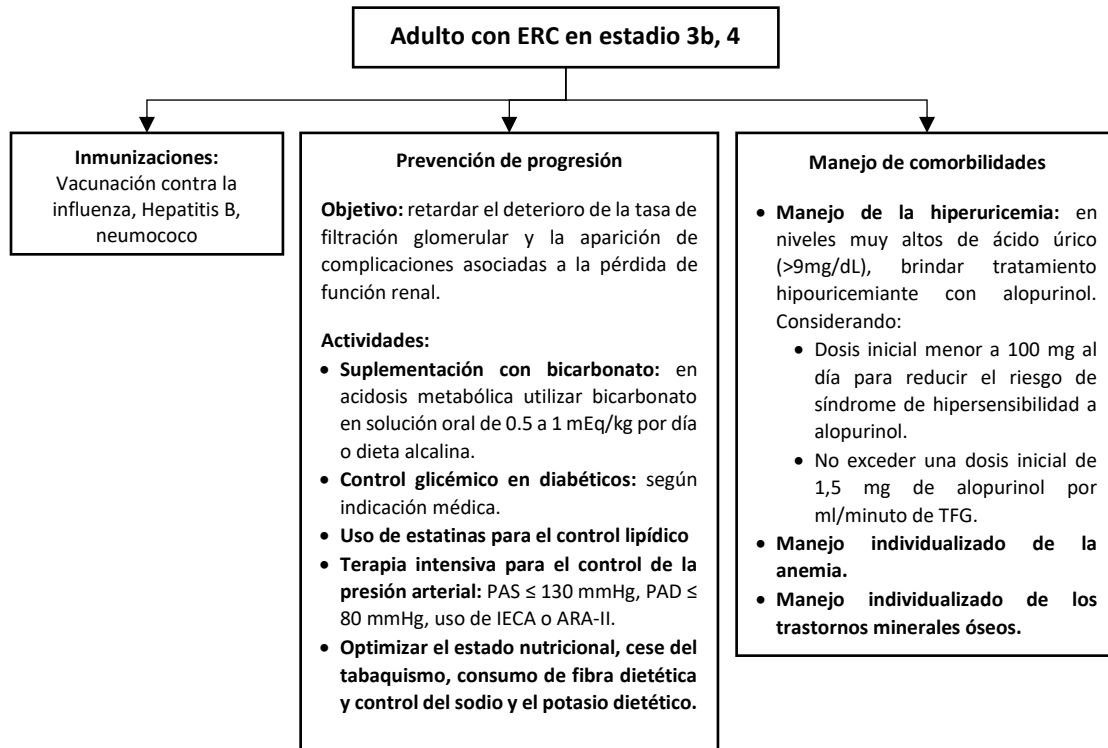 Adulto con ERC en estadio 3b, 4
Inmunizaciones:
Vacunación contra la
influenza, Hepatitis B,
neumococo
Prevención de progresión
Objetivo: retardar el deterioro de la tasa de
filtración glomerular y la aparición de
complicaciones asociadas a la pérdida de
función renal.
Actividades:
• Suplementación con bicarbonato: en
acidosis metabólica utilizar bicarbonato
en solución oral de 0.5 a 1 mEq/kg por día
o dieta alcalina.
• Control glicémico en diabéticos: según
indicación médica.
• Uso de estatinas para el control lipídico
• Terapia intensiva para el control de la
presión arterial: PAS ≤ 130 mmHg, PAD ≤
80 mmHg, uso de IECA o ARA-II.
• Optimizar el estado nutricional, cese del
tabaquismo, consumo de fibra dietética
y control del sodio y el potasio dietético.
Manejo de comorbilidades
• Manejo de la hiperuricemia: en
niveles muy altos de ácido úrico
(>9mg/dL), brindar tratamiento
hipouricemiante con alopurinol.
Considerando:
• Dosis inicial menor a 100 mg al
día para reducir el riesgo de
síndrome de hipersensibilidad a
alopurinol.
• No exceder una dosis inicial de
1,5 mg de alopurinol por
ml/minuto de TFG.
• Manejo individualizado de la
anemia.
• Manejo individualizado de los
trastornos minerales óseos.